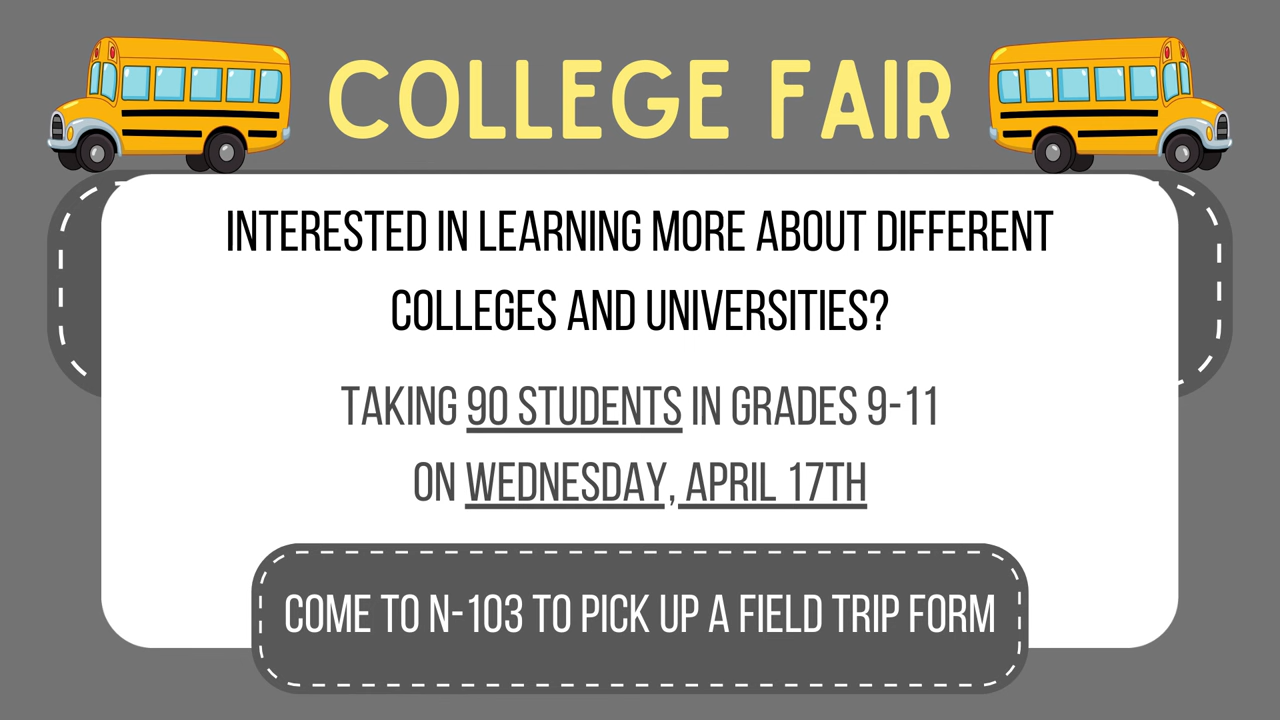 COLLEGE FAIR
INTERESTED IN LEARNING MORE ABOUT DIFFERENT
COLLEGES AND UNIVERSITIES?
TAKING 90 STUDENTS IN GRADES 9-11
ON WEDNESDAY, APRIL 17TH
COME TO N-103 TO PICK UP A FIELD TRIP FORM